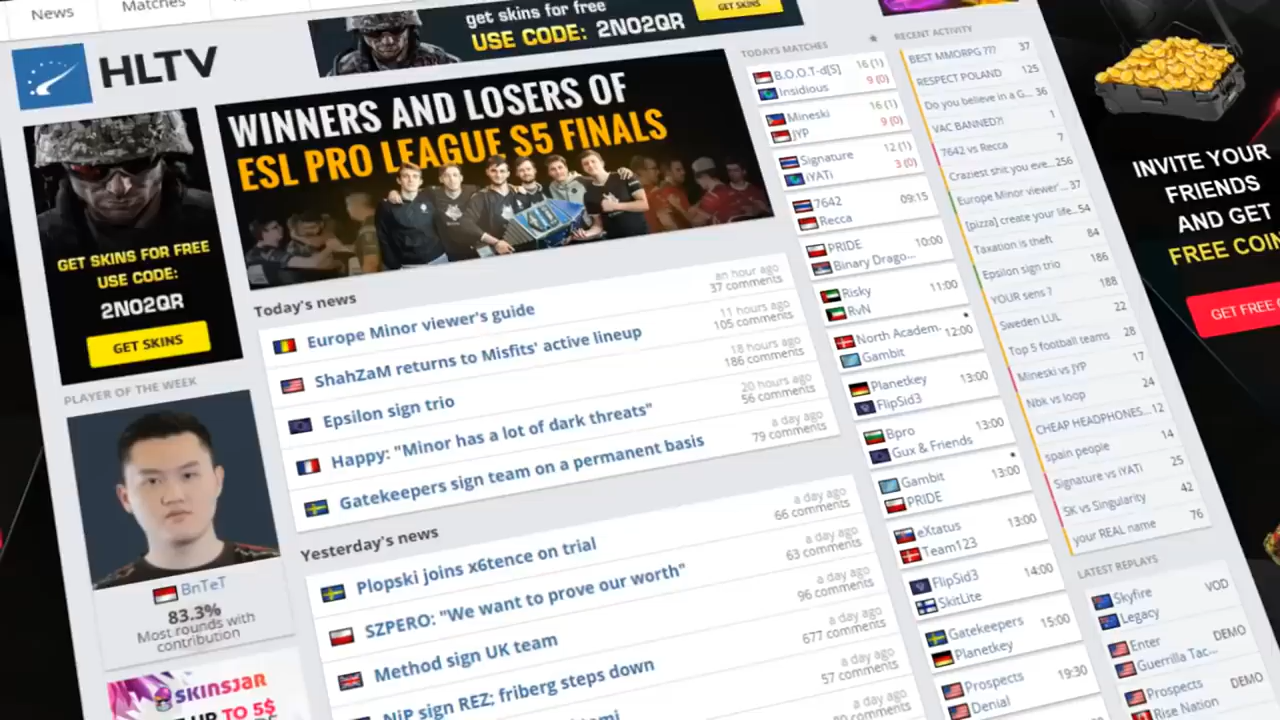 News
Matches
HLTV
get skins for free
USE CODE: 2NO2QR
GET SKINS
GET SKINS FOR FREE
USE CODE:
2NO2QR
GET SKINS
WINNERS AND LOSERS OF
ESL PRO LEAGUE S5 FINALS
PLAYER OF THE WEEK
BnTeT
83.3%
Most rounds with
contribution
SKINSJAR
UP TO 5$
Today's news
Europe Minor viewer's guide
an hour ago
37 comments
ShahZaM returns to Misfits' active lineup
11 hours ago
105 comments
Epsilon sign trio
18 hours ago
186 comments
Happy: "Minor has a lot of dark threats"
20 hours ago
56 comments
Gatekeepers sign team on a permanent basis
a day ago
79 comments
Yesterday's news
Plopski joins x6tence on trial
a day ago
66 comments
SZPERO: "We want to prove our worth"
a day ago
63 comments
Method sign UK team
a day ago
96 comments
NiP sign REZ; friberg steps down
a day ago
677 comments
a day ago
57 comments
a day ago
TODAYS MATCHES
B.O.O.T-d[S] 16 (1)
Insidious 9 (0)
Mineski 16 (1)
JYP 9 (0)
Signature 12 (1)
iYATi 3 (0)
7642
Recca
09:15
PRIDE
Binary Drago...
10:00
Risky
RvN
11:00
North Academ..
Gambit
12:00
Planetkey
FlipSid3
13:00
Bpro
Gux & Friends
13:00
Gambit
PRIDE
13:00
eXtatus
Team123
13:00
FlipSid3
SkitLite
14:00
Gatekeepers
Planetkey
15:00
Prospects
Denial
19:30
RECENT ACTIVITY
BEST MMORPG ??? 37
RESPECT POLAND 125
Do you believe in a G... 36
VAC BANNED?! 1
7642 vs Recca 7
Craziest shit you eve... 256
Europe Minor viewer'... 37
[pizza] create your life... 54
Taxation is theft 84
Epsilon sign trio 186
YOUR sens ? 188
Sweden LUL 22
Top 5 football teams 28
Mineski vs JYP 17
Nbk vs loop 24
CHEAP HEADPHONES... 12
spain people 14
Signature vs iYATi 25
SK vs Singularity 42
your REAL name 76
LATEST REPLAYS
Skyfire
Legacy
VOD
Enter
Guerrilla Tac...
DEMO
Prospects
Rise Nation
DEMO
INVITE YOUR
FRIENDS
AND GET
FREE COIN
GET FREE